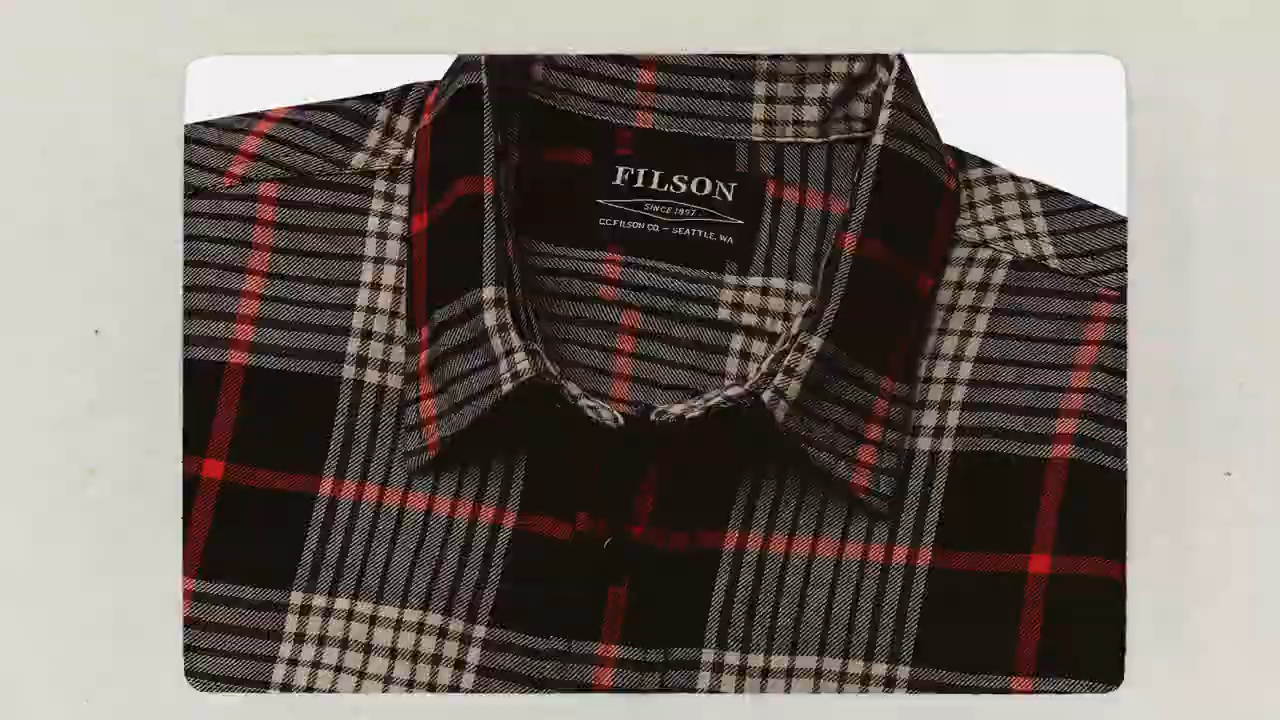 FILSON
SINCE 1897
C.C. FILSON CO. – SEATTLE, WA